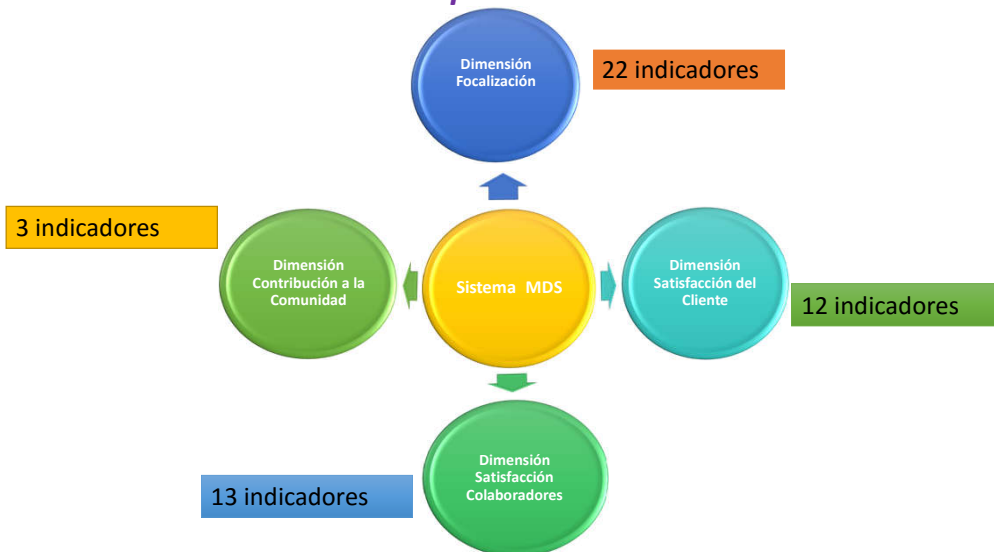 Dimensión
Focalización
22 indicadores
3 indicadores
Dimensión
Contribución a la
Comunidad
Sistema MDS
Dimensión
Satisfacción del
Cliente
12 indicadores
Dimensión
Satisfacción
Colaboradores
13 indicadores